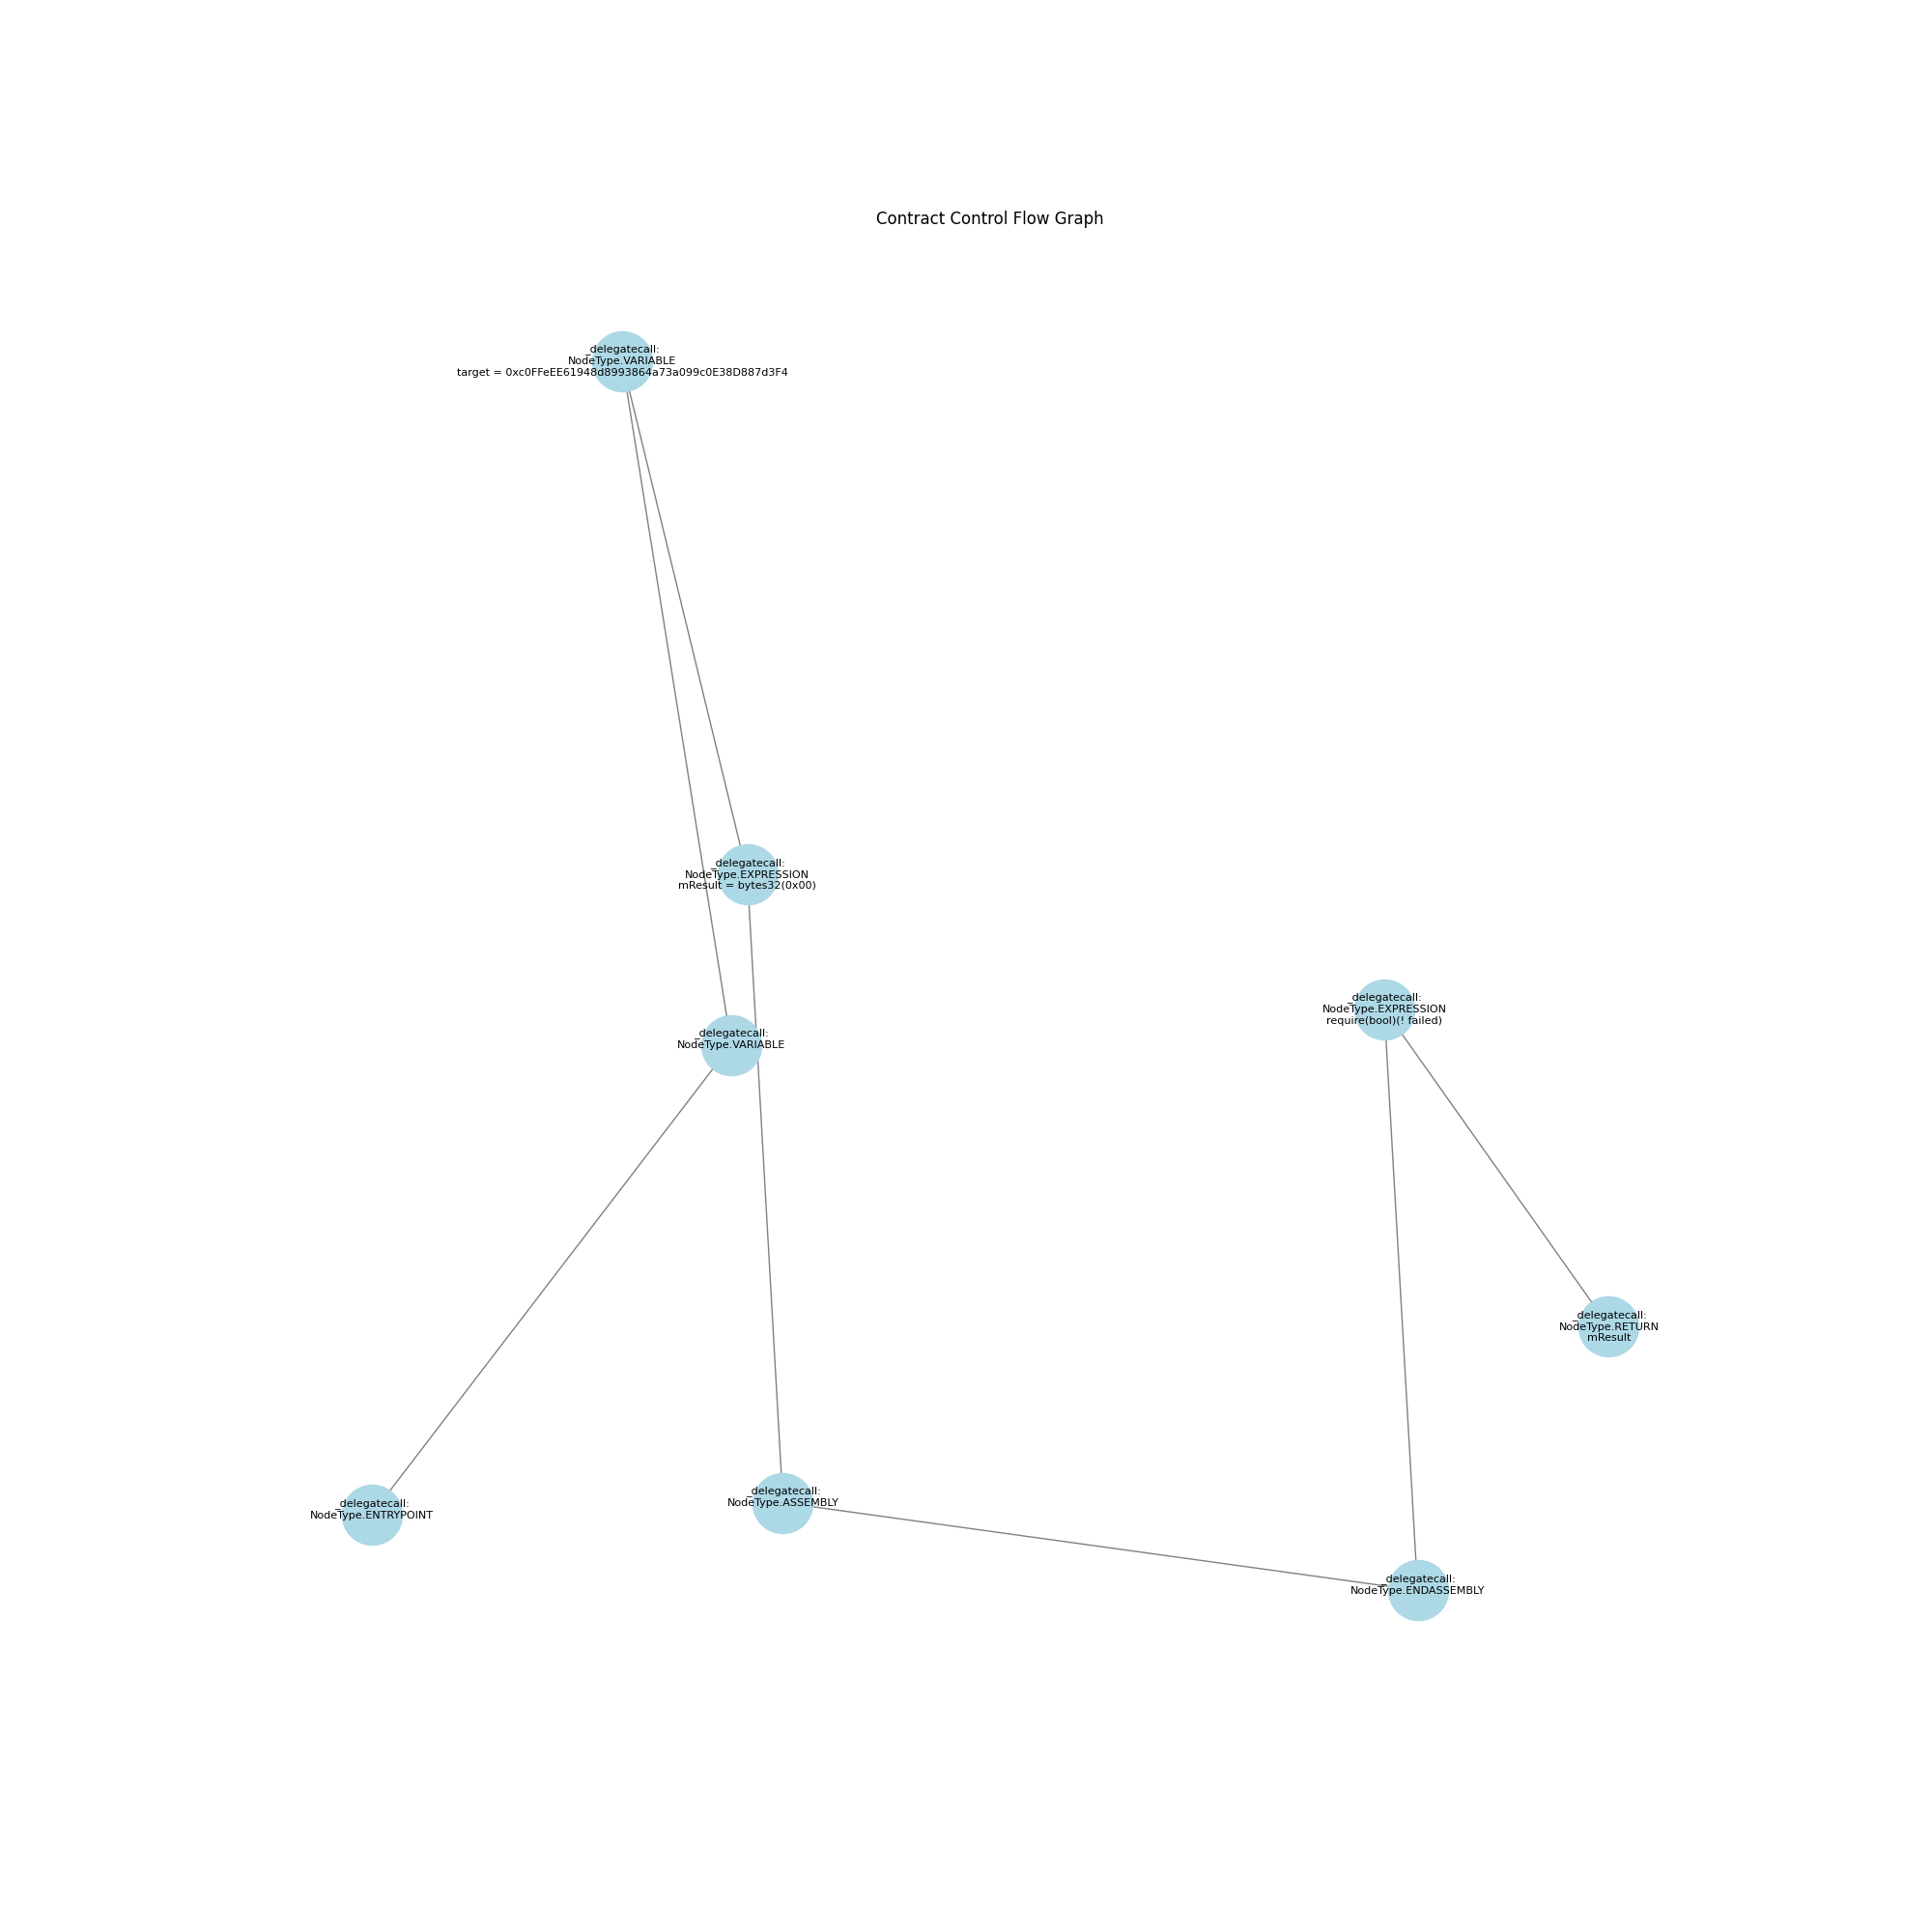 Contract Control Flow Graph
_delegatecall:
NodeType.VARIABLE
target = 0xc0FFeEE61948d8993864a73a099c0E38D887d3F4
_delegatecall:
NodeType.EXPRESSION
mResult = bytes32(0x00)
_delegatecall:
NodeType.EXPRESSION
require(bool)(! failed)
_delegatecall:
NodeType.VARIABLE
_delegatecall:
NodeType.RETURN
mResult
_delegatecall:
NodeType.ASSEMBLY
_delegatecall:
NodeType.ENTRYPOINT
_delegatecall:
NodeType.ENDASSEMBLY